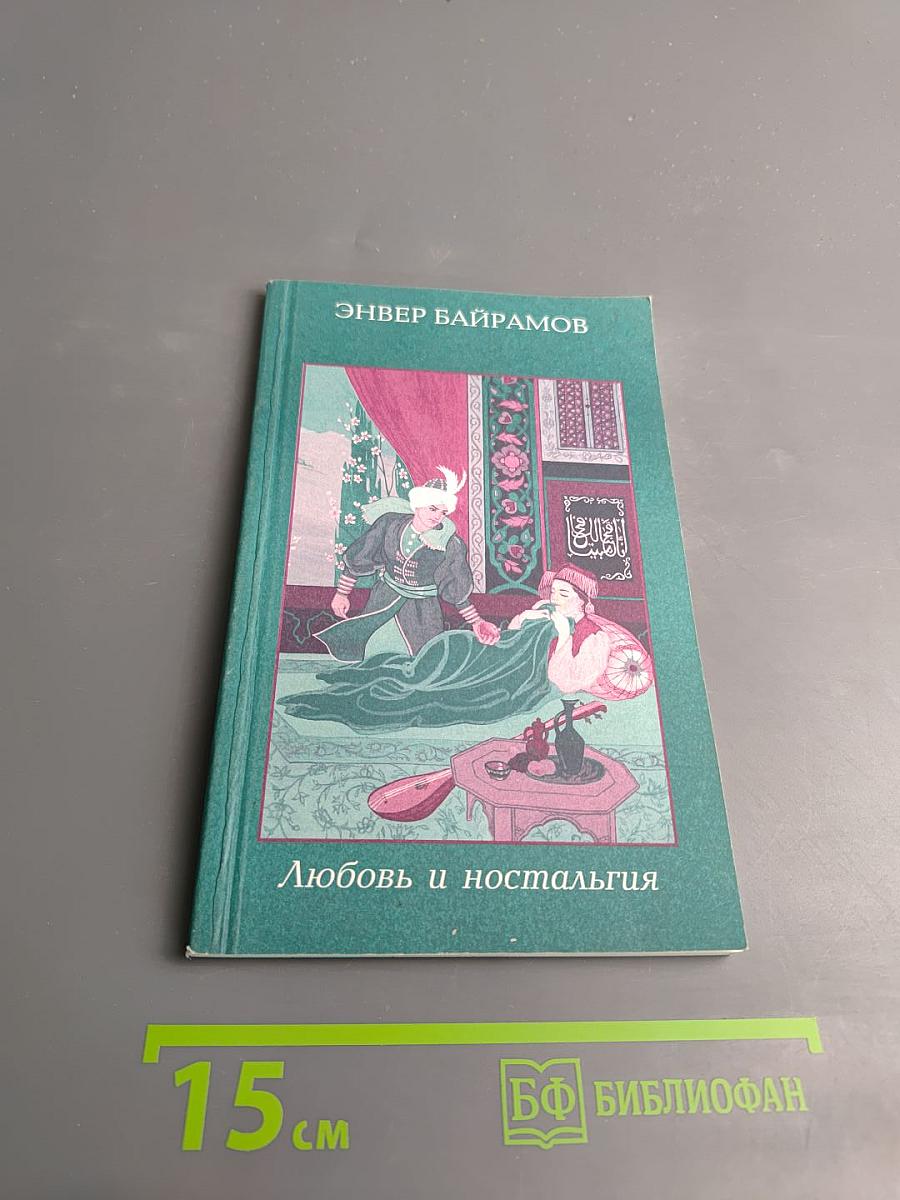 ЭНВЕР БАЙРАМОВ
Любовь и ностальгия
15 см
БФ БИБЛИОФАН